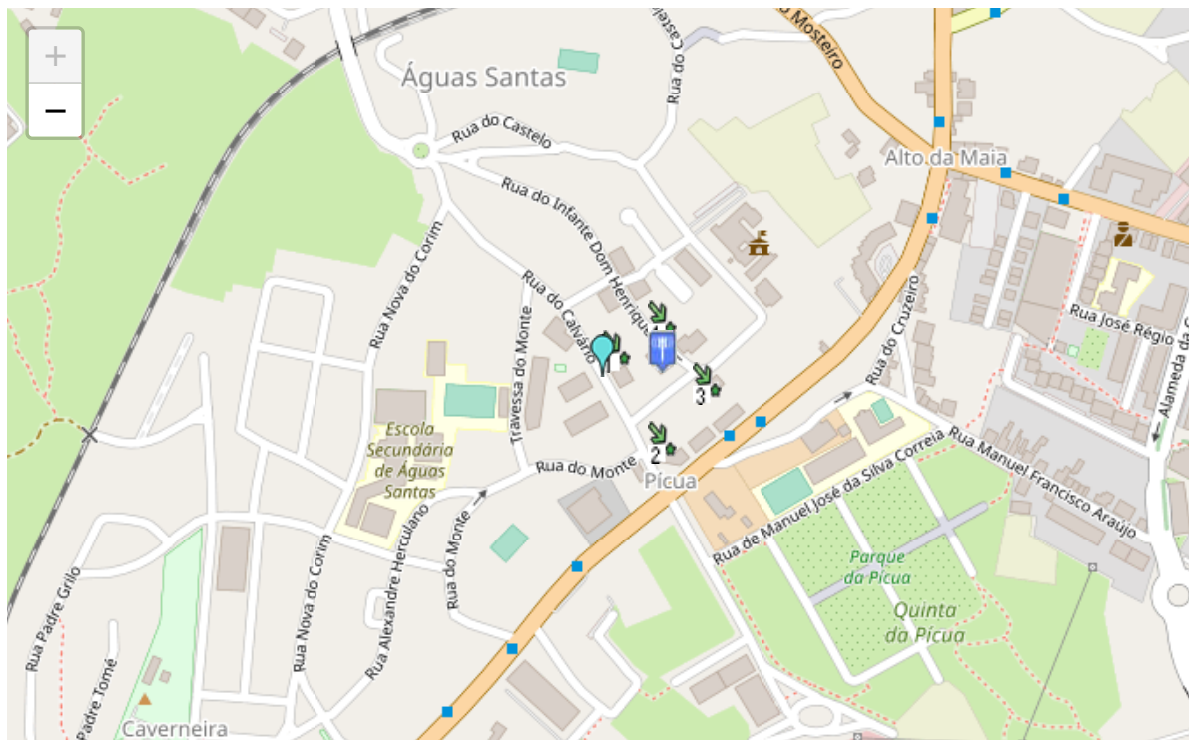 +
−
Águas Santas
Rua do Castelo
Rua do Castelo
o Mosteiro
Alto da Maia
Rua do Infante Dom Henrique
Rua Nova do Corim
Rua do Calvário
Travessa do Monte
Rua do Cruzeiro
Rua José Régio
Alameda da G
1
3
2
Escola
Secundária
de Águas
Santas
Rua do Monte
Pícua
Rua Manuel Francisco Araújo
Rua de Manuel José da Silva Correia
Rua do Monte
Rua Alexandre Herculano
Rua Nova do Corim
Rua Padre Grilo
Padre Tomé
Parque
da Pícua
Quinta
da Pícua
Caverneira